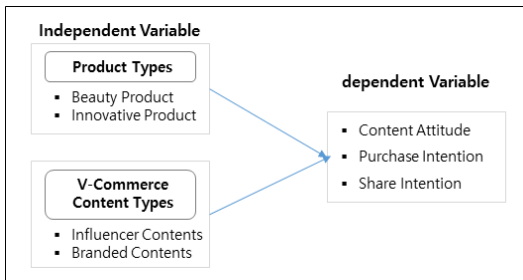 Independent Variable
Product Types
▪ Beauty Product
▪ Innovative Product
V-Commerce
Content Types
▪ Influencer Contents
▪ Branded Contents
dependent Variable
▪ Content Attitude
▪ Purchase Intention
▪ Share Intention